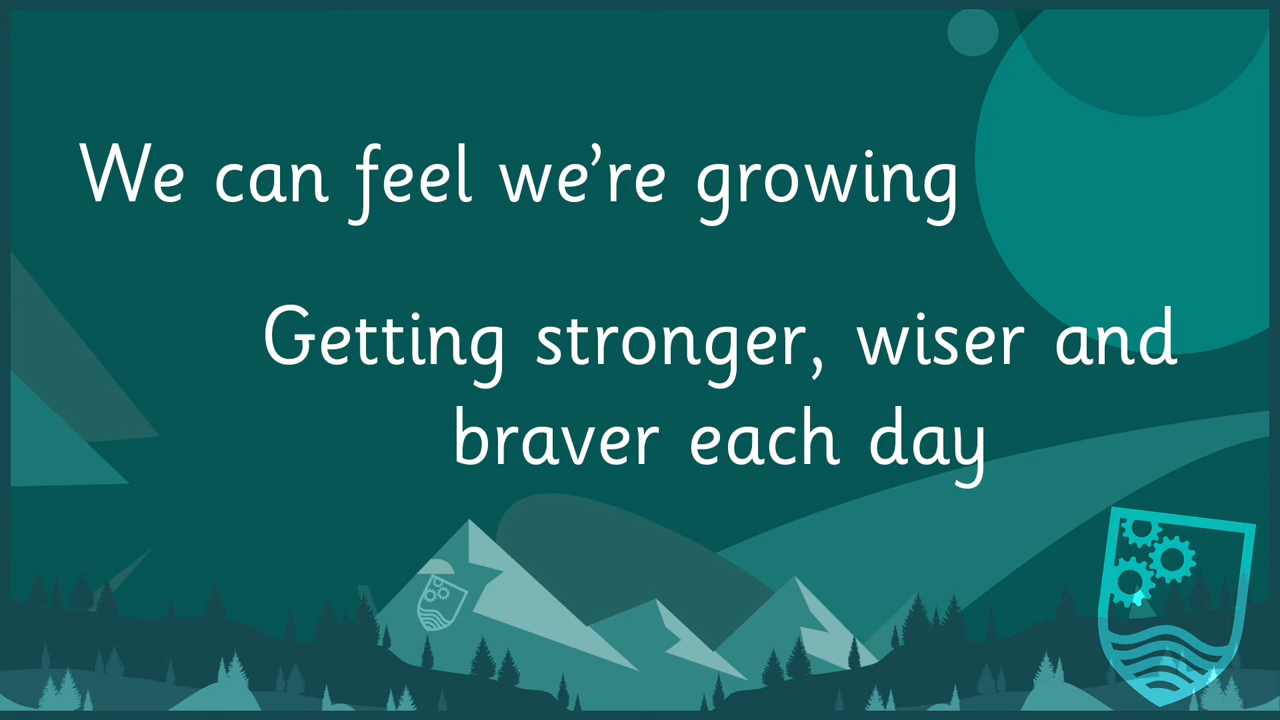 We can feel we’re growing
Getting stronger, wiser and
braver each day